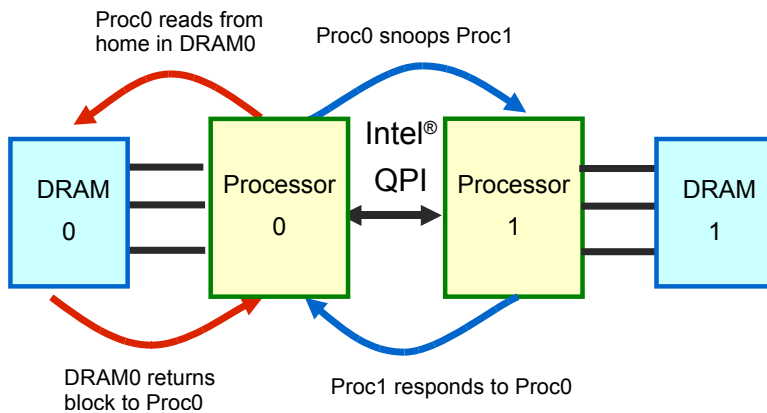 Proc0 reads from
home in DRAM0
Proc0 snoops Proc1
Intel®
QPI
DRAM
0
Processor
0
Processor
1
DRAM
1
DRAM0 returns
block to Proc0
Proc1 responds to Proc0